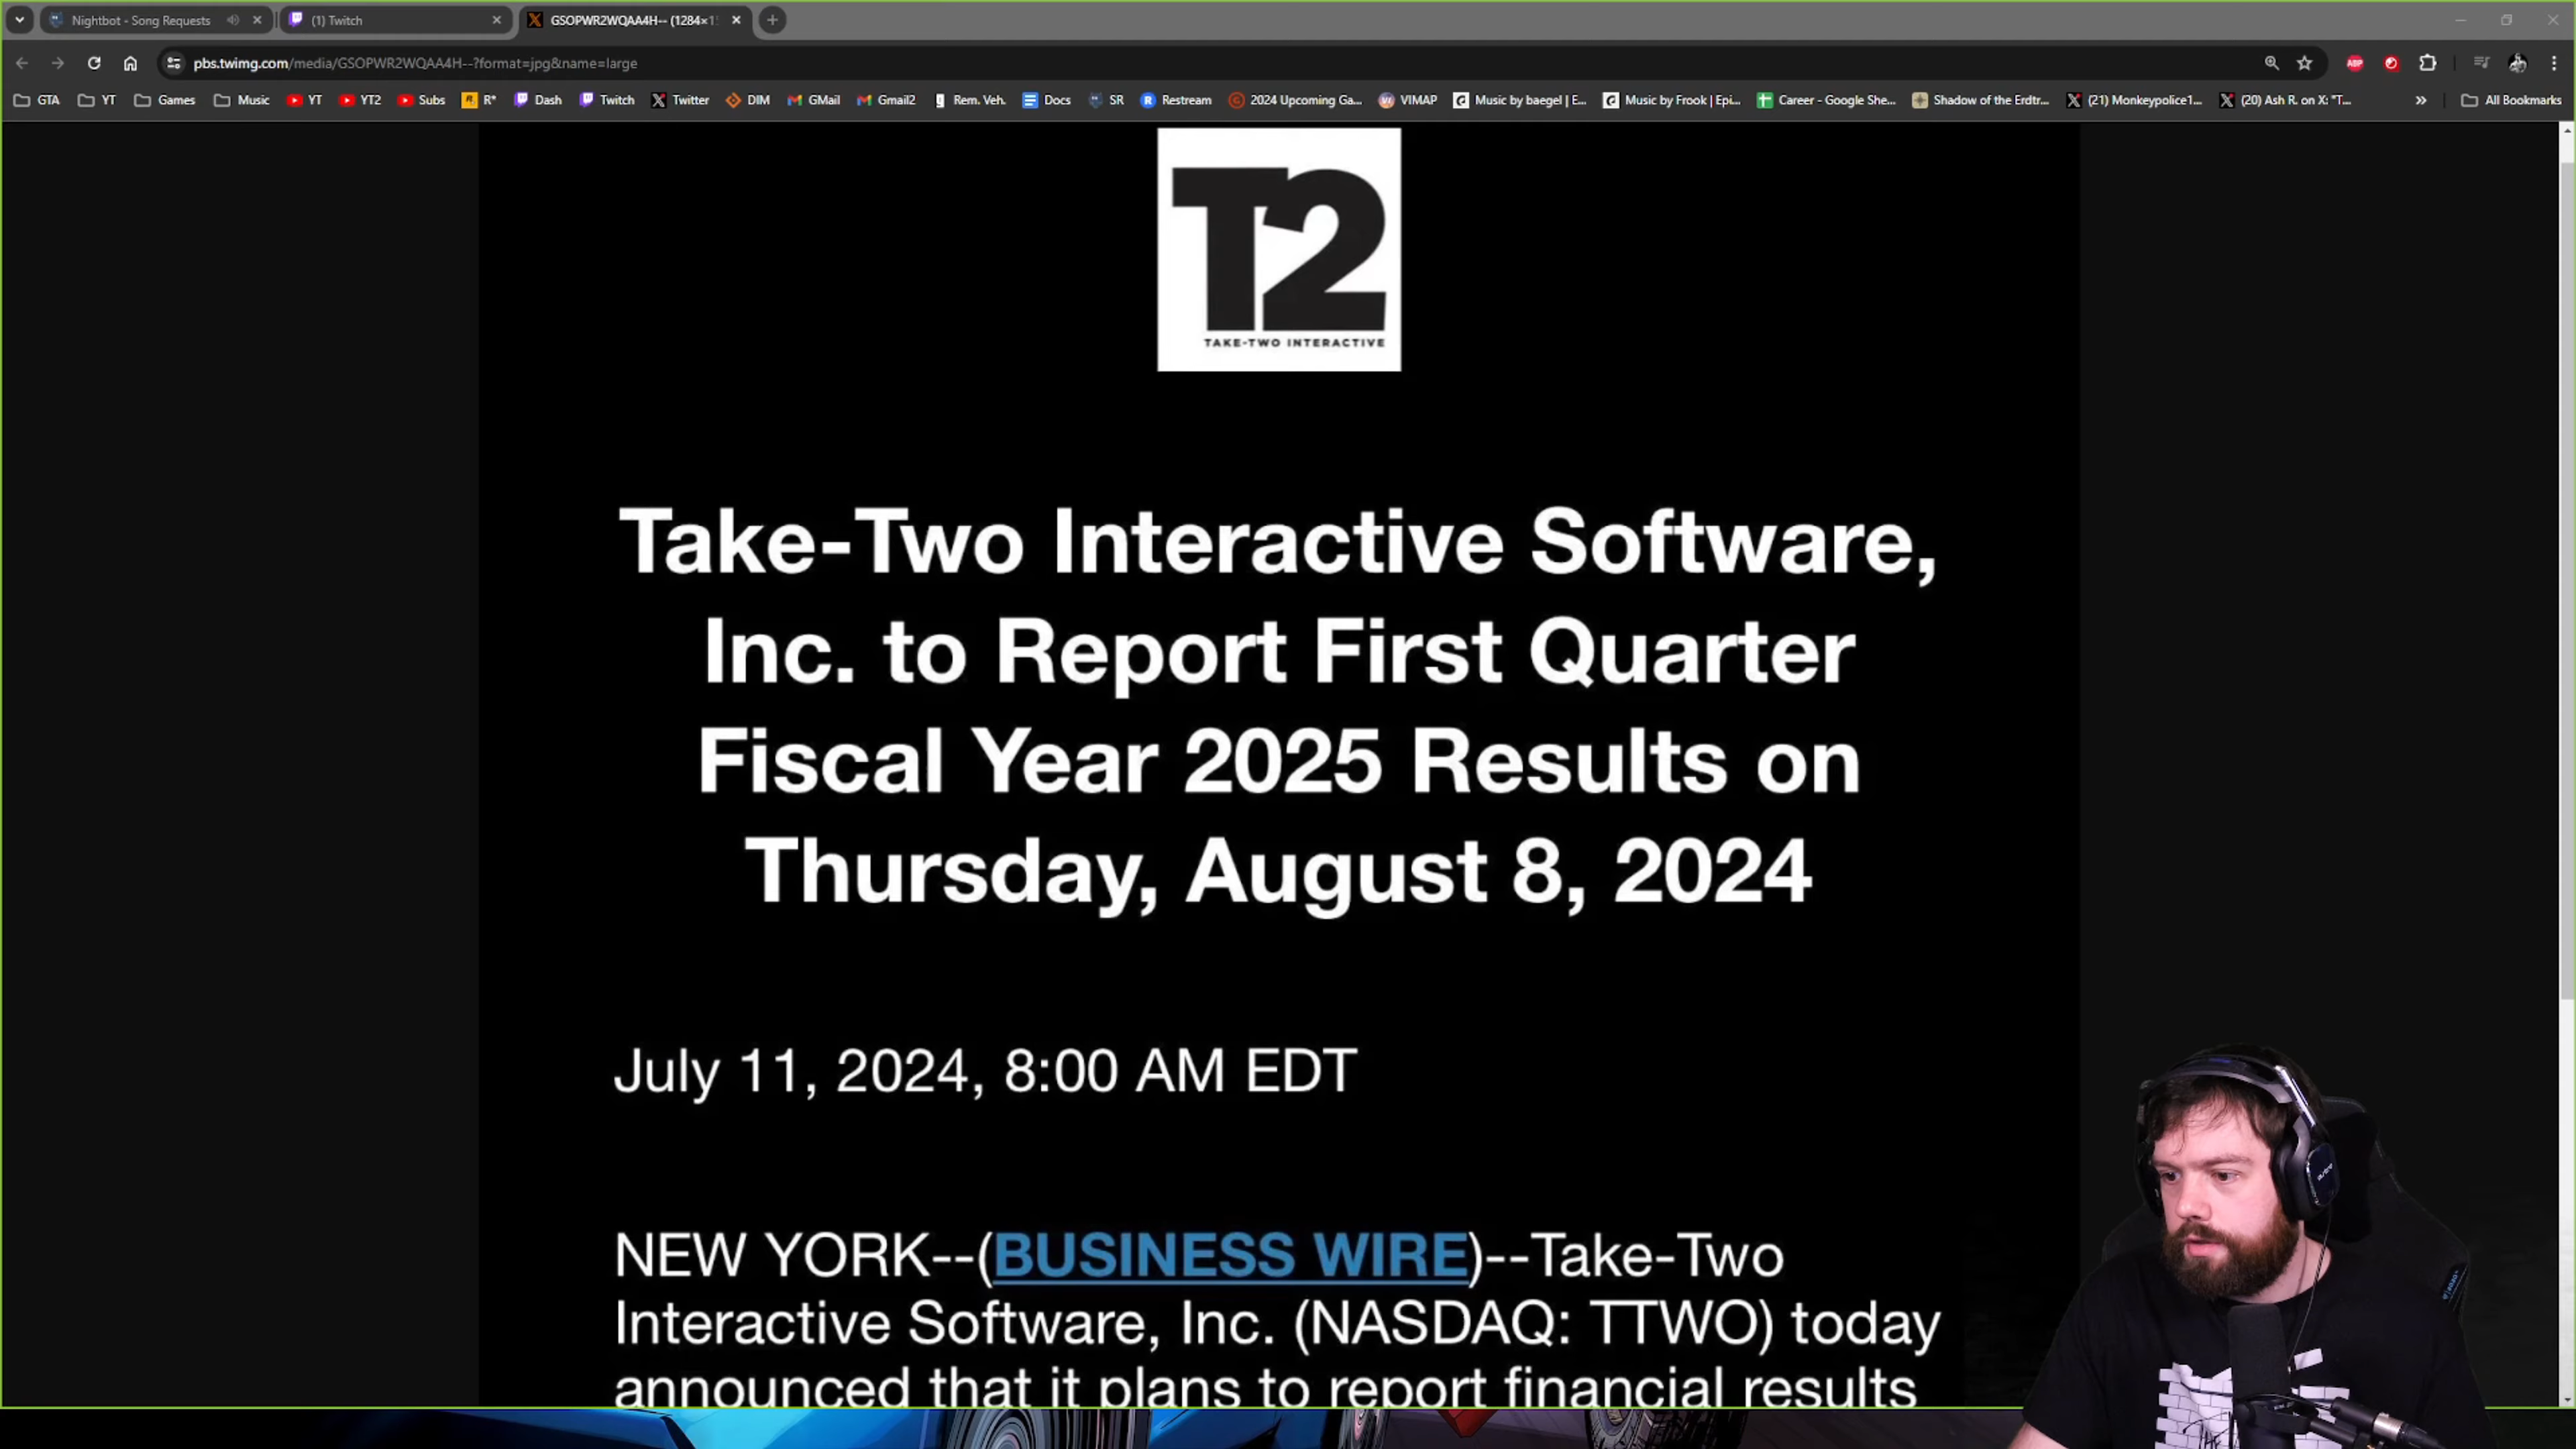 Nightbot - Song Requests
(1) Twitch
GSOPWR2WQAA4H-- (1284×1
pbs.twimg.com/media/GSOPWR2WQAA4H--?format=jpg&name=large
ABP
GTA
YT
Games
Music
YT
YT2
Subs
R*
Dash
Twitch
Twitter
DIM
GMail
Gmail2
Rem. Veh.
Docs
SR
Restream
2024 Upcoming Ga...
VIMAP
Music by baegel | E...
Music by Frook | Epi...
Career - Google She...
Shadow of the Erdtr...
(21) Monkeypolice1...
(20) Ash R. on X: "T...
All Bookmarks
T2
TAKE-TWO INTERACTIVE
Take-Two Interactive Software,
Inc. to Report First Quarter
Fiscal Year 2025 Results on
Thursday, August 8, 2024
July 11, 2024, 8:00 AM EDT
NEW YORK--(BUSINESS WIRE)--Take-Two
Interactive Software, Inc. (NASDAQ: TTWO) today
announced that it plans to report financial results